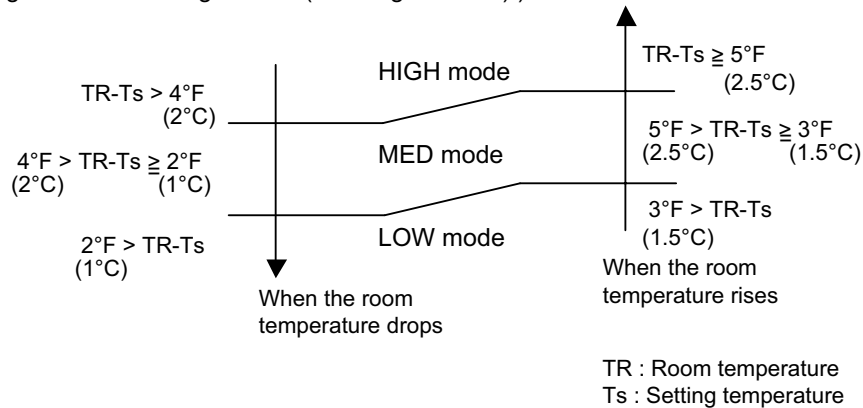 HIGH mode
TR-Ts ≧ 5°F
(2.5°C)
TR-Ts > 4°F
(2°C)
5°F > TR-Ts ≧ 3°F
(2.5°C) (1.5°C)
4°F > TR-Ts ≧ 2°F
(2°C) (1°C)
MED mode
3°F > TR-Ts
(1.5°C)
2°F > TR-Ts
(1°C)
LOW mode
When the room
temperature drops
When the room
temperature rises
TR : Room temperature
Ts : Setting temperature